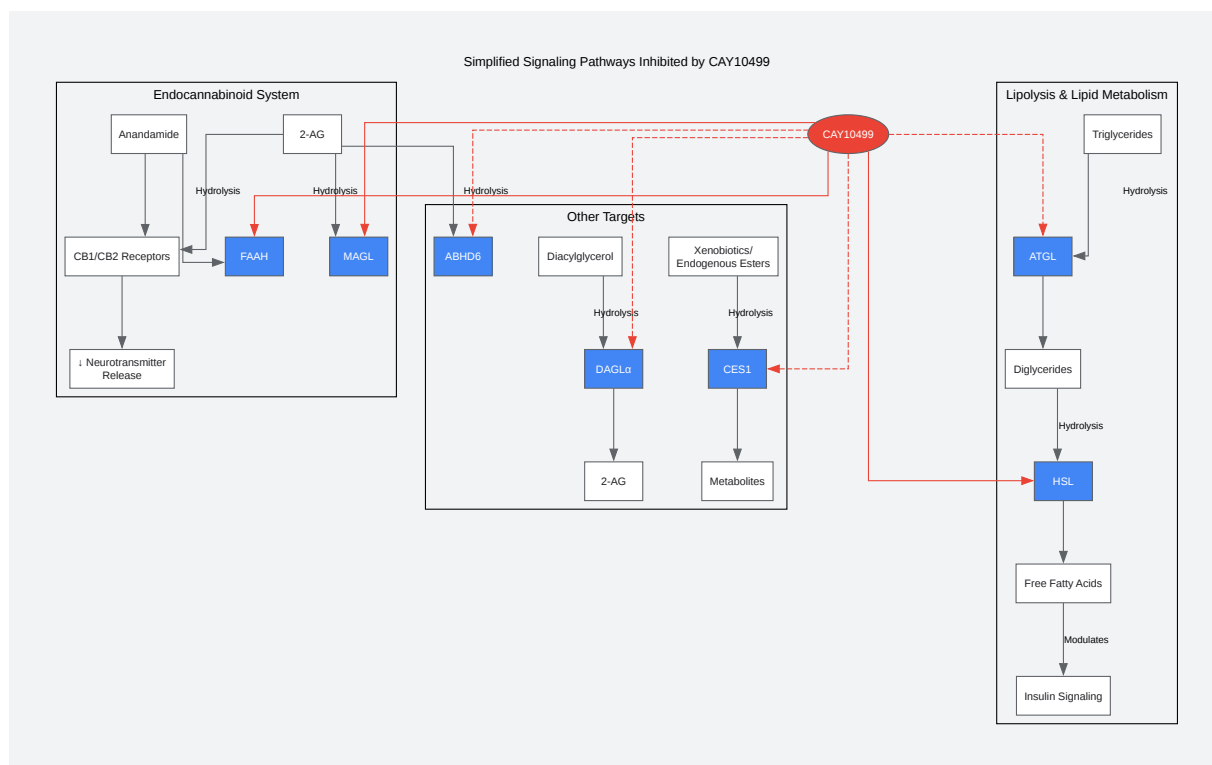 Simplified Signaling Pathways Inhibited by CAY10499
Endocannabinoid System
Lipolysis & Lipid Metabolism
Anandamide
2-AG
CAY10499
Triglycerides
Hydrolysis
Hydrolysis
Hydrolysis
Hydrolysis
Other Targets
CB1/CB2 Receptors
FAAH
MAGL
ABHD6
Diacylglycerol
Xenobiotics/
Endogenous Esters
ATGL
Hydrolysis
Hydrolysis
↓ Neurotransmitter
Release
DAGLα
CES1
Diglycerides
Hydrolysis
2-AG
Metabolites
HSL
Free Fatty Acids
Modulates
Insulin Signaling